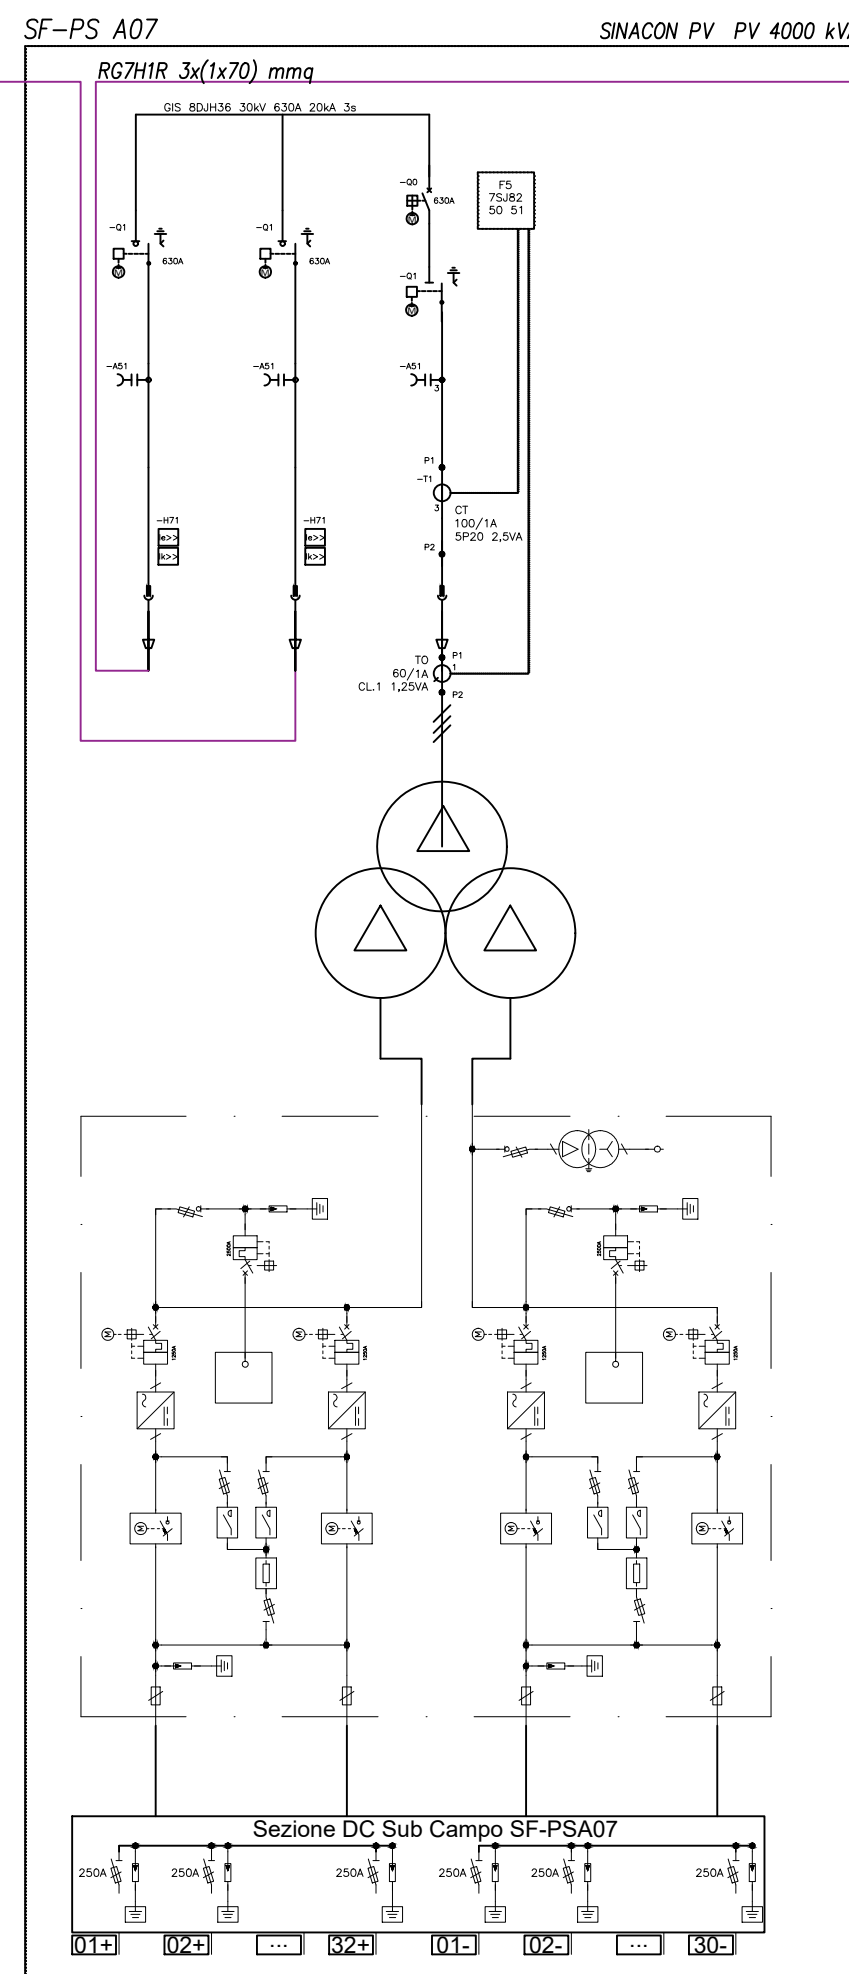 SF-PS A07
SINACON PV PV 4000 kVA
RG7H1R 3x(1x70) mmq
GIS 8DJH36 30kV 630A 20kA 3s
-Q0
630A
M
F5
7SJ82
50 51
-Q1
630A
M
-Q1
630A
M
-Q1
M
-A51
-A51
-A51
3
P1
-T1
3
CT
100/1A
5P20 2,5VA
P2
-H71
Ie>>
Ik>>
-H71
Ie>>
Ik>>
TO
60/1A
CL.1 1,25VA
P1
1
P2
2500A
2500A
M
1250A
M
1250A
M
1250A
M
1250A
M
M
M
M
Sezione DC Sub Campo SF-PSA07
250A
250A
250A
250A
250A
250A
01+
02+
...
32+
01-
02-
...
30-